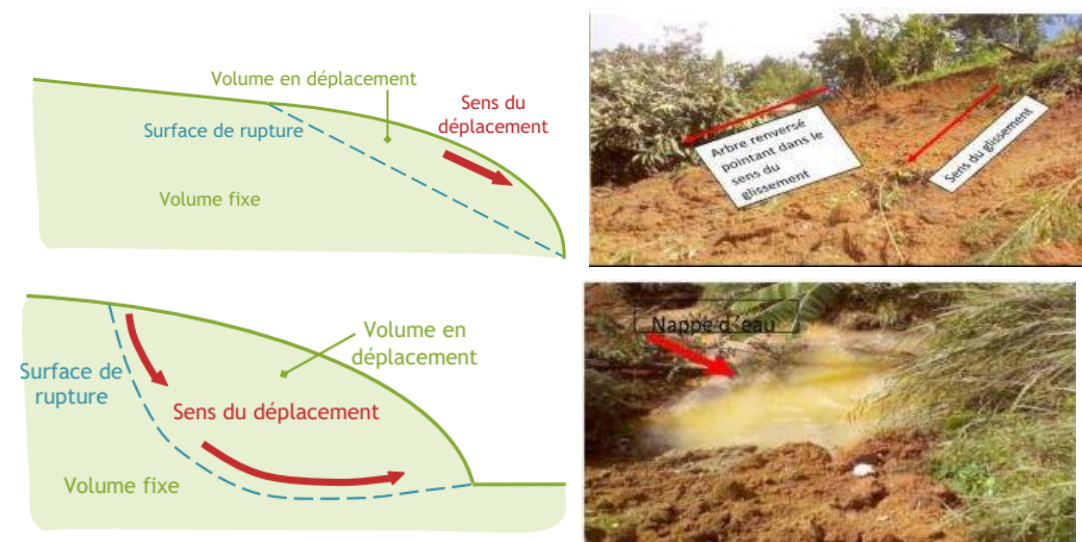 Volume en déplacement
Surface de rupture
Sens du
déplacement
Volume fixe
Arbre renversé
pointant dans le
sens du
glissement
Sens du glissement
Volume en
déplacement
Surface de
rupture
Sens du déplacement
Volume fixe
Nappe d'eau